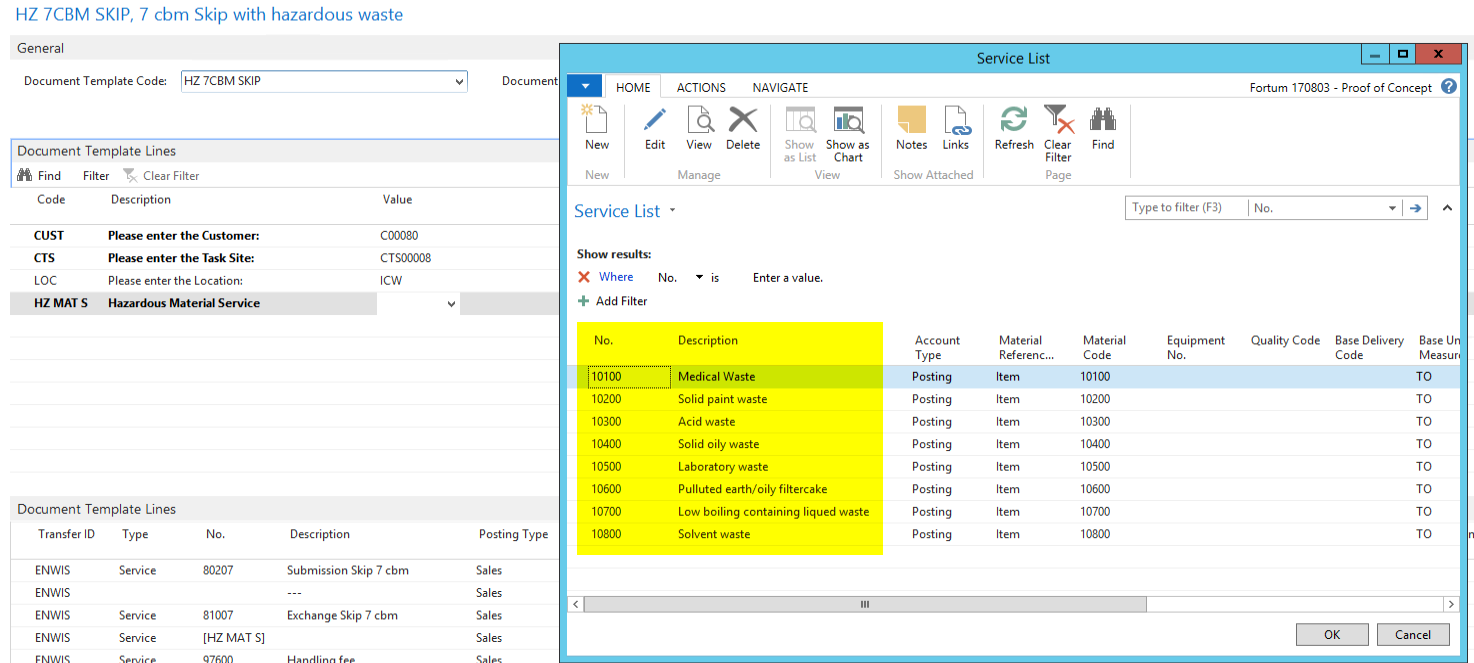 HZ 7CBM SKIP, 7 cbm Skip with hazardous waste
General
Document Template Code: HZ 7CBM SKIP Document
Document Template Lines
Find Filter Clear Filter
Code Description Value
CUST Please enter the Customer: C00080
CTS Please enter the Task Site: CTS00008
LOC Please enter the Location: ICW
HZ MAT S Hazardous Material Service
Document Template Lines
Transfer ID Type No. Description Posting Type
ENWIS Service 80207 Submission Skip 7 cbm Sales
ENWIS --- Sales
ENWIS Service 81007 Exchange Skip 7 cbm Sales
ENWIS Service [HZ MAT S] Sales
ENWIS Service 97600 Handling fee Sales
Service List
HOME ACTIONS NAVIGATE Fortum 170803 - Proof of Concept ?
New Edit View Delete Show as List Show as Chart Notes Links Refresh Clear Filter Find
New Manage View Show Attached Page
Service List Type to filter (F3) No.
Show results:
Where No. is Enter a value.
Add Filter
No. Description Account Type Material Referenc... Material Code Equipment No. Quality Code Base Delivery Code Base Un Measure
10100 Medical Waste Posting Item 10100 TO
10200 Solid paint waste Posting Item 10200 TO
10300 Acid waste Posting Item 10300 TO
10400 Solid oily waste Posting Item 10400 TO
10500 Laboratory waste Posting Item 10500 TO
10600 Pulluted earth/oily filtercake Posting Item 10600 TO
10700 Low boiling containing liqued waste Posting Item 10700 TO
10800 Solvent waste Posting Item 10800 TO
OK Cancel